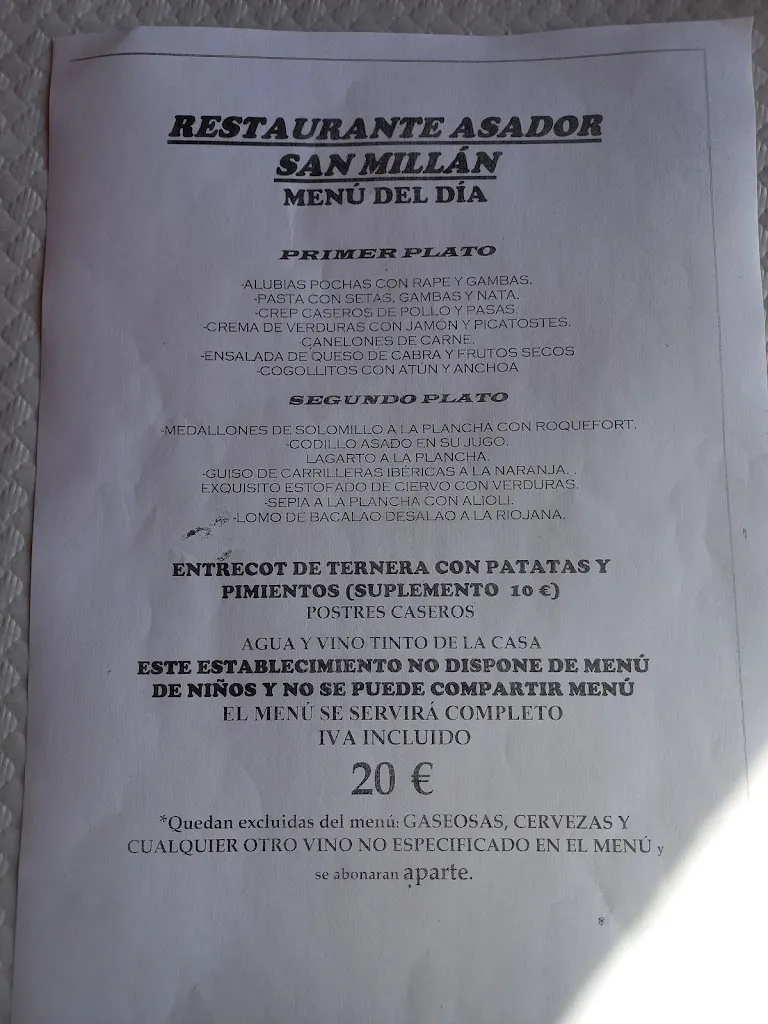 RESTAURANTE ASADOR
SAN MILLÁN
MENÚ DEL DÍA
PRIMER PLATO
-ALUBIAS POCHAS CON RAPE Y GAMBAS.
-PASTA CON SETAS, GAMBAS Y NATA.
-CREP CASEROS DE POLLO Y PASAS.
-CREMA DE VERDURAS CON JAMÓN Y PICATOSTES.
-CANELONES DE CARNE.
-ENSALADA DE QUESO DE CABRA Y FRUTOS SECOS
-COGOLLITOS CON ATÚN Y ANCHOA
SEGUNDO PLATO
-MEDALLONES DE SOLOMILLO A LA PLANCHA CON ROQUEFORT.
-CODILLO ASADO EN SU JUGO.
LAGARTO A LA PLANCHA.
-GUISO DE CARRILLERAS IBÉRICAS A LA NARANJA. .
EXQUISITO ESTOFADO DE CIERVO CON VERDURAS.
-SEPIA A LA PLANCHA CON ALIOLI.
-LOMO DE BACALAO DESALAO A LA RIOJANA.
ENTRECOT DE TERNERA CON PATATAS Y
PIMIENTOS (SUPLEMENTO 10 €)
POSTRES CASEROS
AGUA Y VINO TINTO DE LA CASA
ESTE ESTABLECIMIENTO NO DISPONE DE MENÚ
DE NIÑOS Y NO SE PUEDE COMPARTIR MENÚ
EL MENÚ SE SERVIRÁ COMPLETO
IVA INCLUIDO
20 €
*Quedan excluidas del menú: GASEOSAS, CERVEZAS Y
CUALQUIER OTRO VINO NO ESPECIFICADO EN EL MENÚ y
se abonaran aparte.